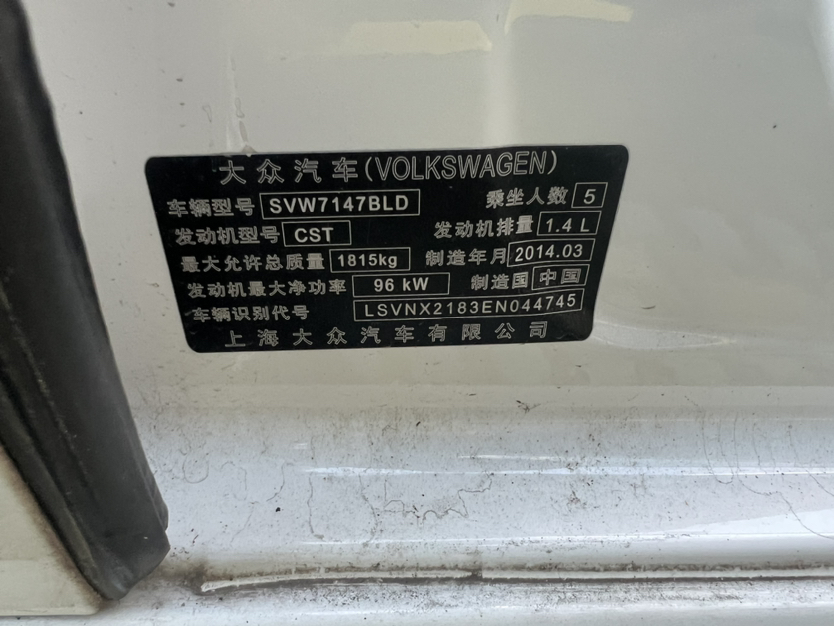 大众汽车(VOLKSWAGEN)
车辆型号 SVW7147BLD 乘坐人数 5
发动机型号 CST 发动机排量 1.4 L
最大允许总质量 1815kg 制造年月 2014.03
发动机最大净功率 96 kW 制造国 中国
车辆识别代号 LSVNX2183EN044745
上海大众汽车有限公司